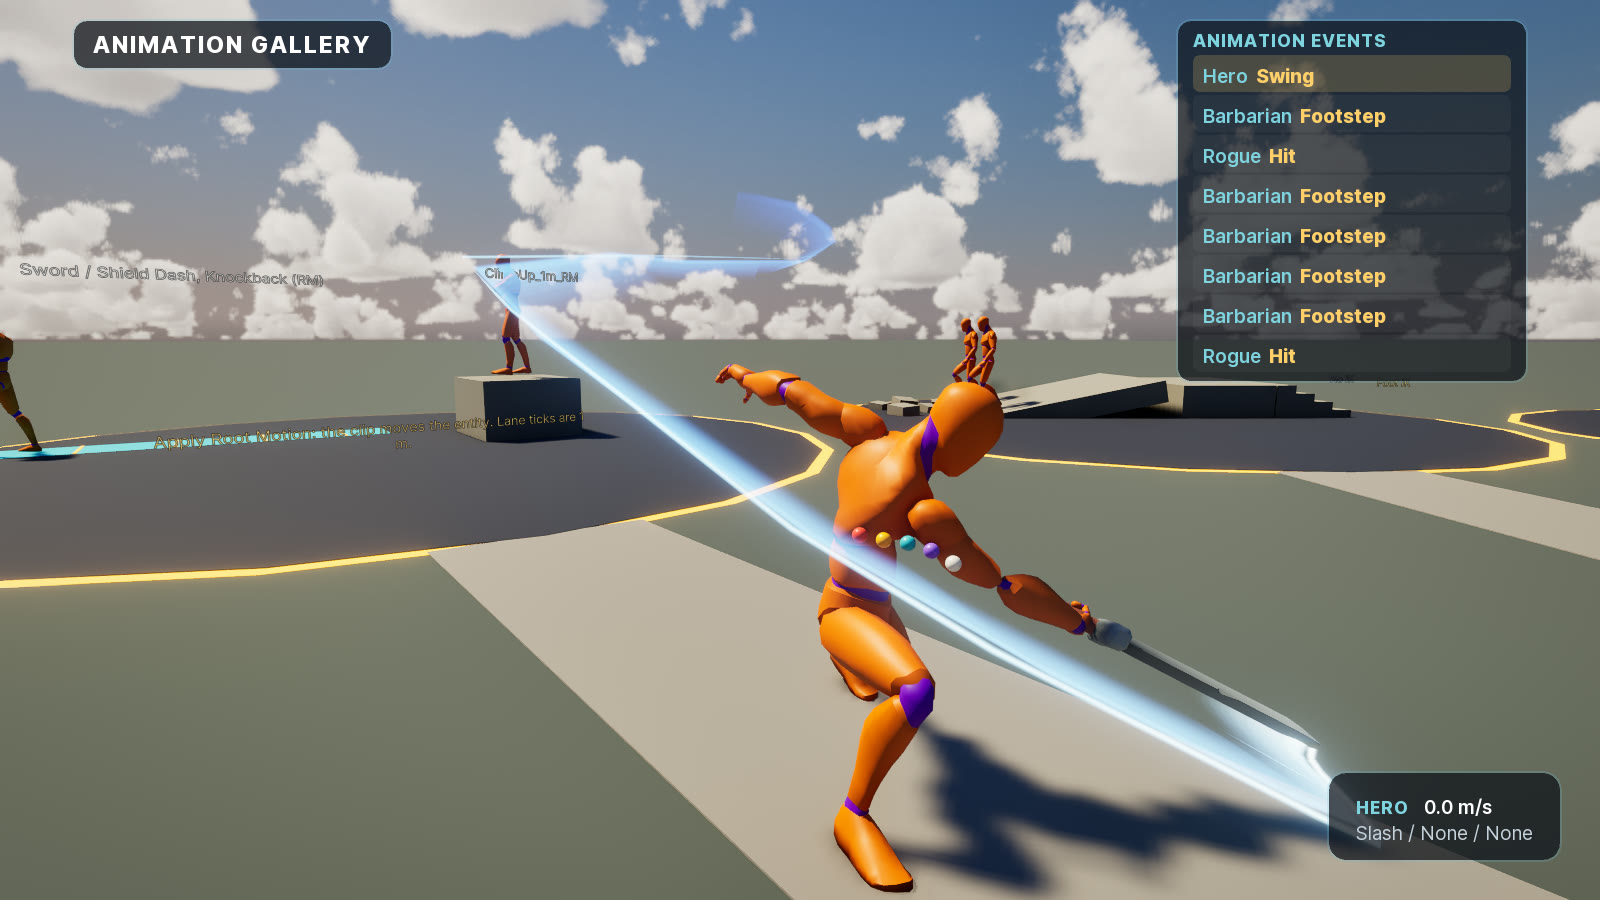 ANIMATION GALLERY
ANIMATION EVENTS
Hero Swing
Barbarian Footstep
Rogue Hit
Barbarian Footstep
Barbarian Footstep
Barbarian Footstep
Barbarian Footstep
Rogue Hit
Sword / Shield Dash, Knockback (RM)
Up_1m_RM
Apply Root Motion: the clip moves the entity. Lane ticks are
m.
HERO 0.0 m/s
Slash / None / None